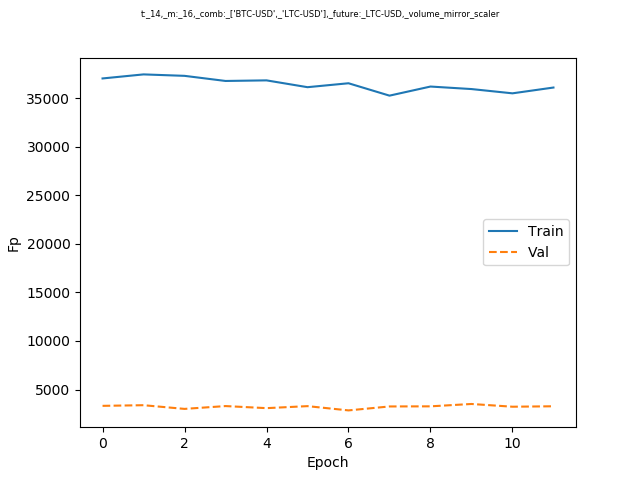 t:_14,_m:_16,_comb:_['BTC-USD',_'LTC-USD'],_future:_LTC-USD,_volume_mirror_scaler
35000
30000
25000
20000
15000
10000
5000
Fp
Train
Val
0 2 4 6 8 10
Epoch